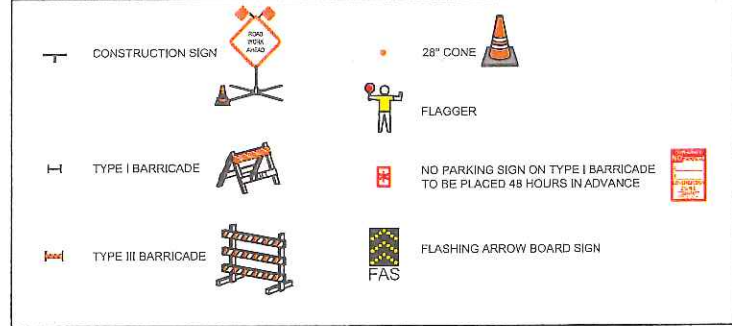 ROAD
WORK
AHEAD
CONSTRUCTION SIGN
28" CONE
FLAGGER
TYPE I BARRICADE
NO PARKING SIGN ON TYPE I BARRICADE
TO BE PLACED 48 HOURS IN ADVANCE
TYPE III BARRICADE
FLASHING ARROW BOARD SIGN
FAS